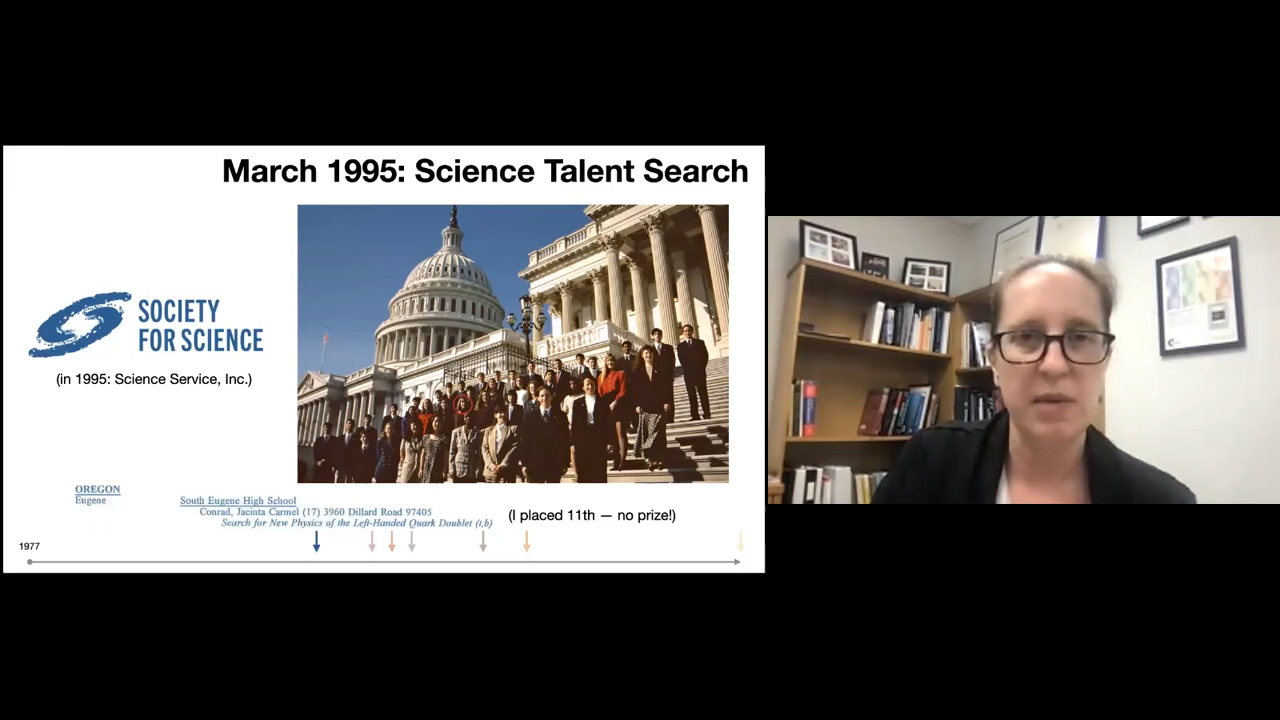 March 1995: Science Talent Search
SOCIETY
FOR SCIENCE
(in 1995: Science Service, Inc.)
OREGON
Eugene
South Eugene High School
Conrad, Jacinta Carmel (17) 3960 Dillard Road 97405
Search for New Physics of the Left-Handed Quark Doublet (t,b)
(I placed 11th — no prize!)
1977